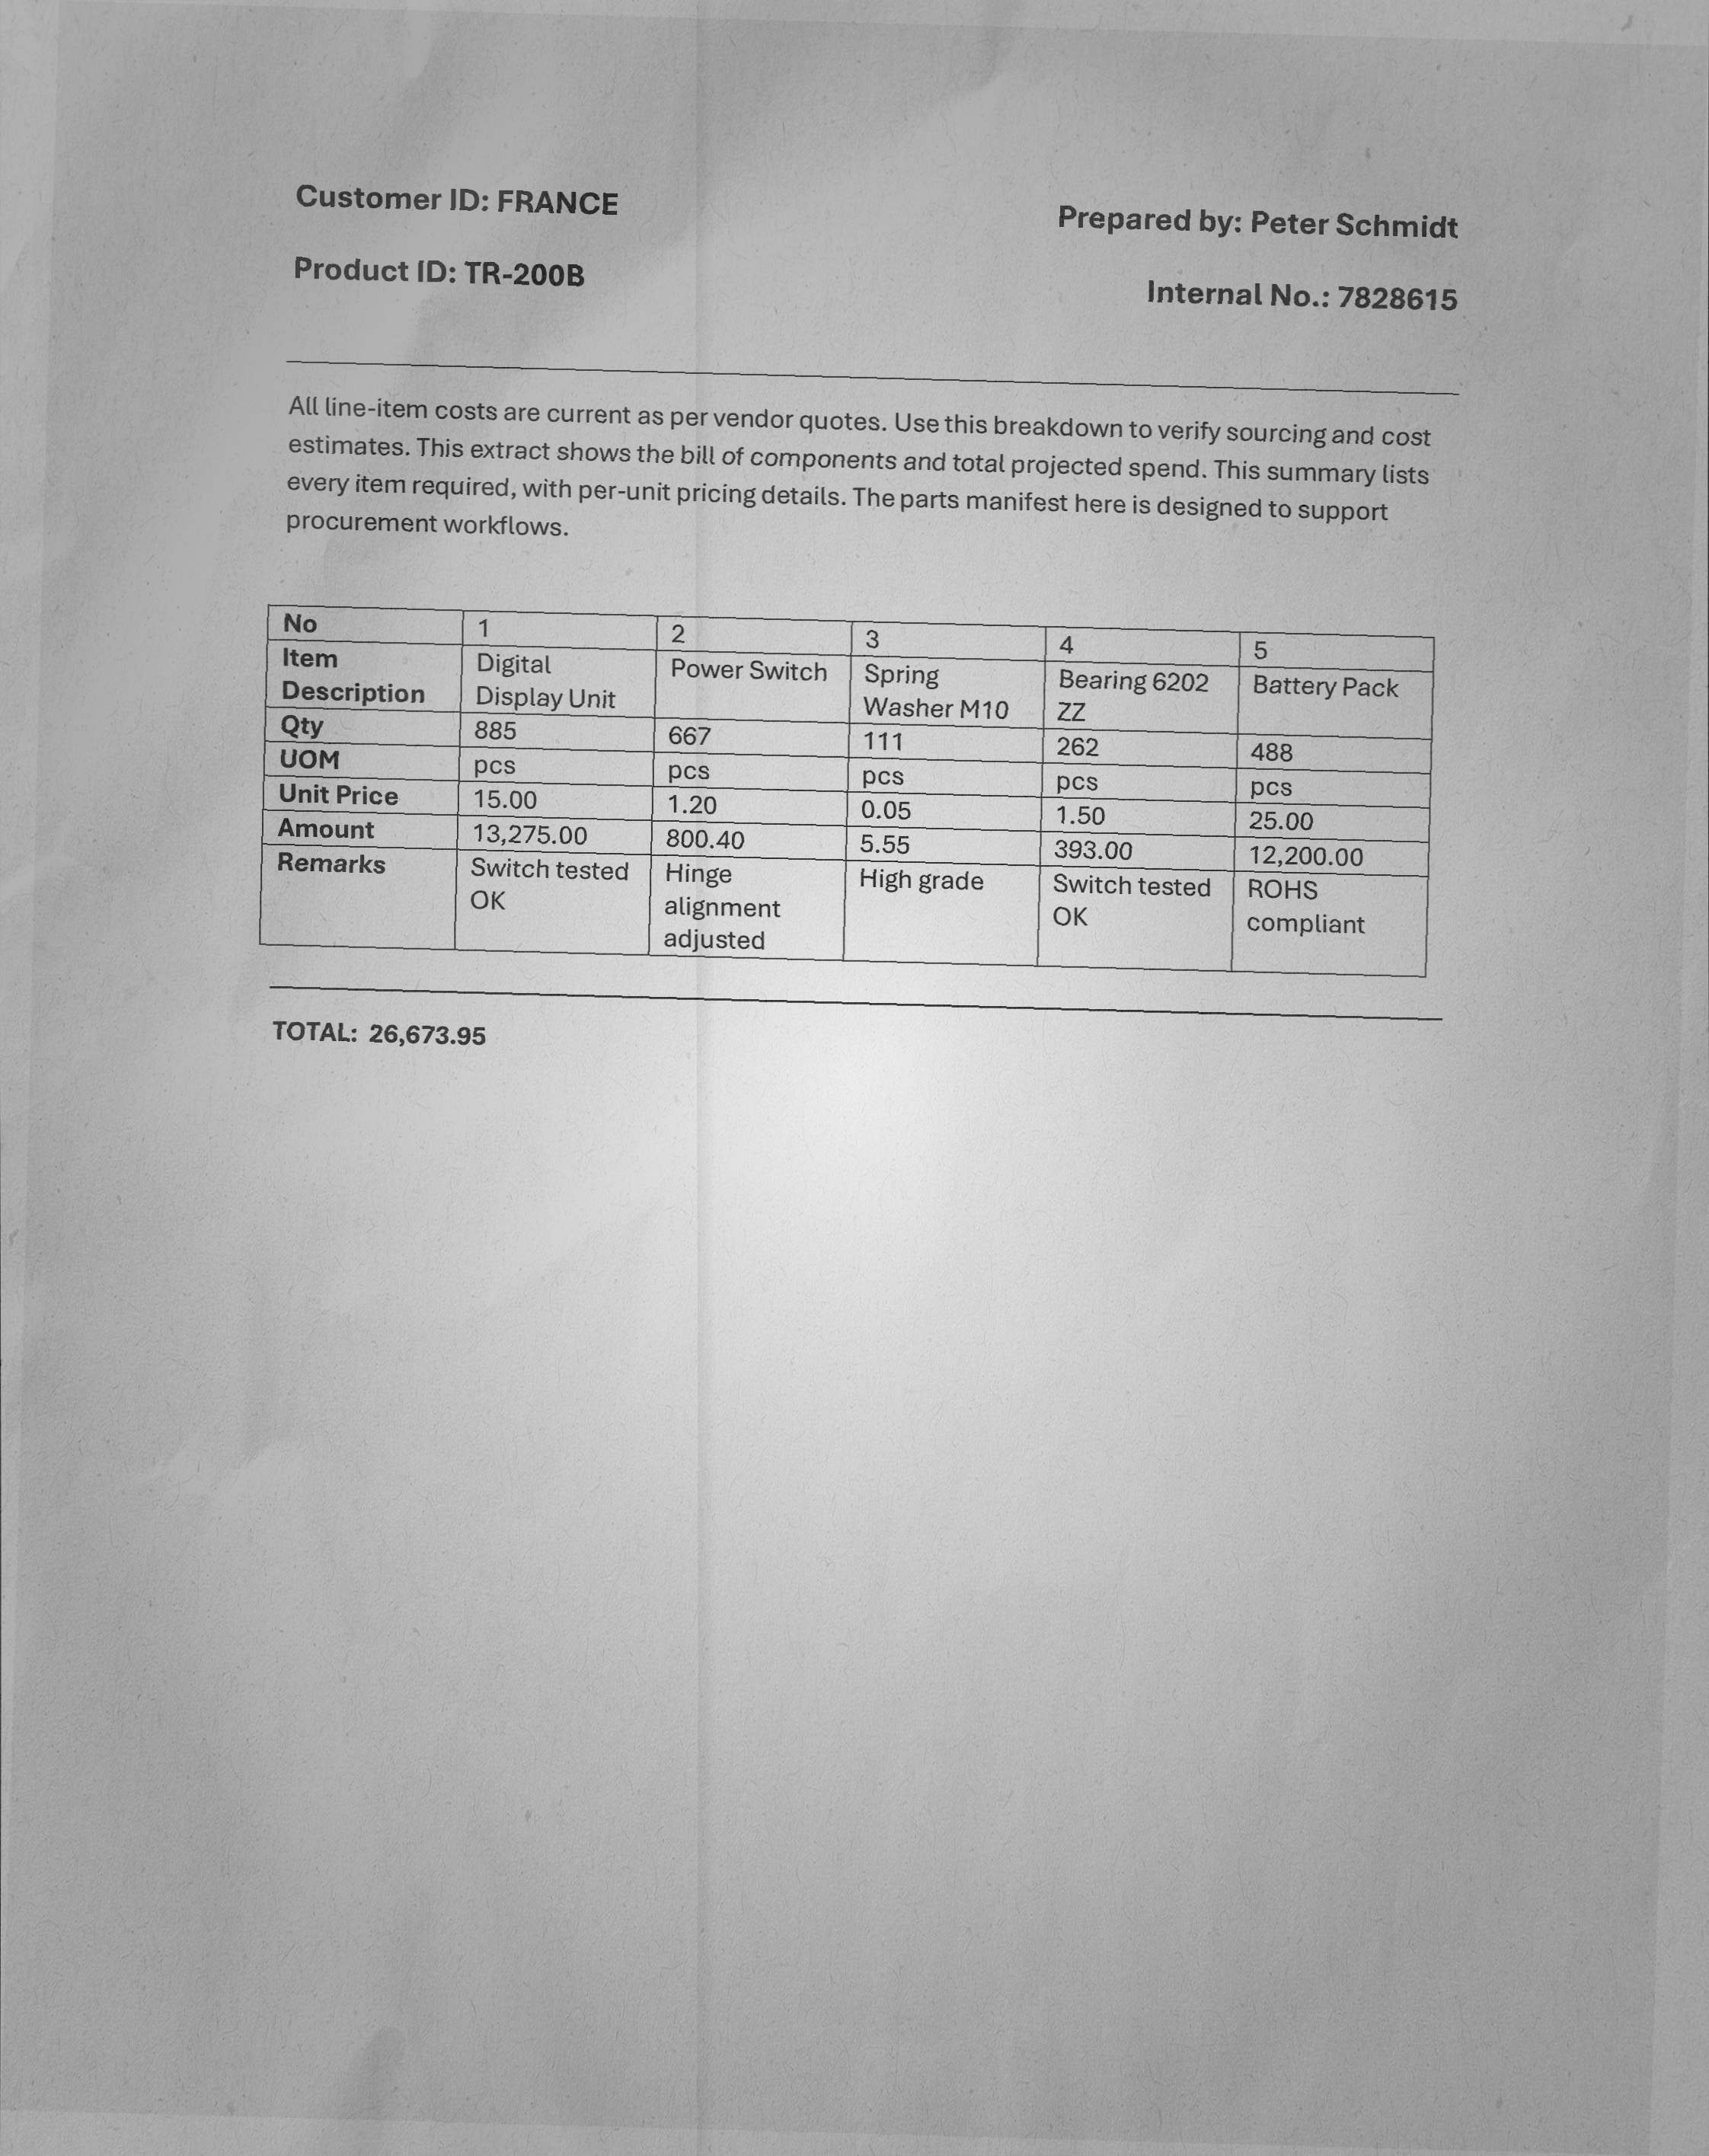 Customer ID: FRANCE
Prepared by: Peter Schmidt
Product ID: TR-200B
Internal No.: 7828615
All line-item costs are current as per vendor quotes. Use this breakdown to verify sourcing and cost
estimates. This extract shows the bill of components and total projected spend. This summary lists
every item required, with per-unit pricing details. The parts manifest here is designed to support
procurement workflows.
No 1 2 3 4 5
Item Digital Power Switch Spring Bearing 6202 Battery Pack
Description Display Unit Washer M10 ZZ
Qty 885 667 111 262 488
UOM pcs pcs pcs pcs pcs
Unit Price 15.00 1.20 0.05 1.50 25.00
Amount 13,275.00 800.40 5.55 393.00 12,200.00
Remarks Switch tested Hinge High grade Switch tested ROHS
OK alignment OK compliant
adjusted
TOTAL: 26,673.95